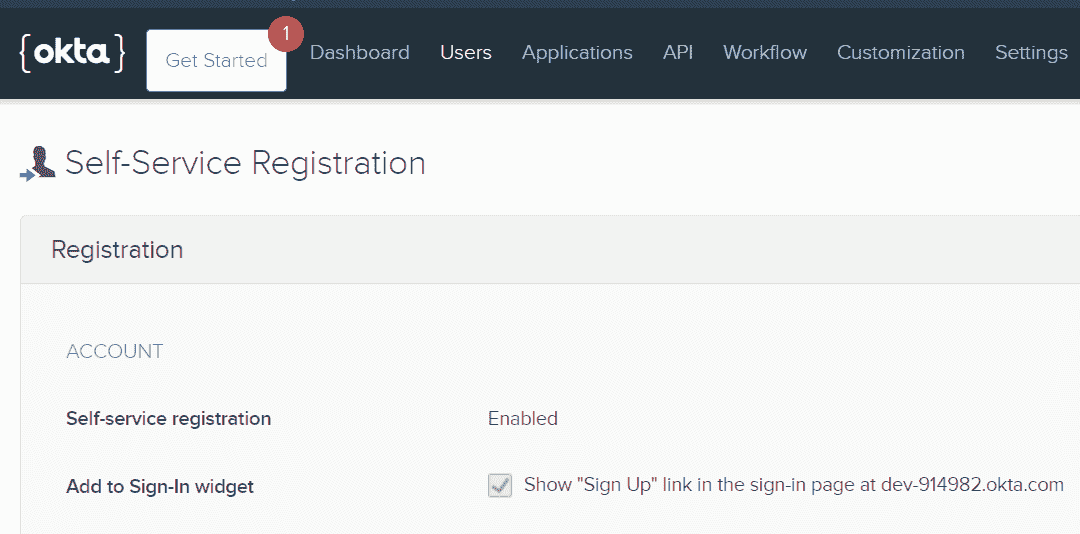 {okta}
1
Get Started
Dashboard Users Applications API Workflow Customization Settings
Self-Service Registration
Registration
ACCOUNT
Self-service registration Enabled
Add to Sign-In widget Show "Sign Up" link in the sign-in page at dev-914982.okta.com